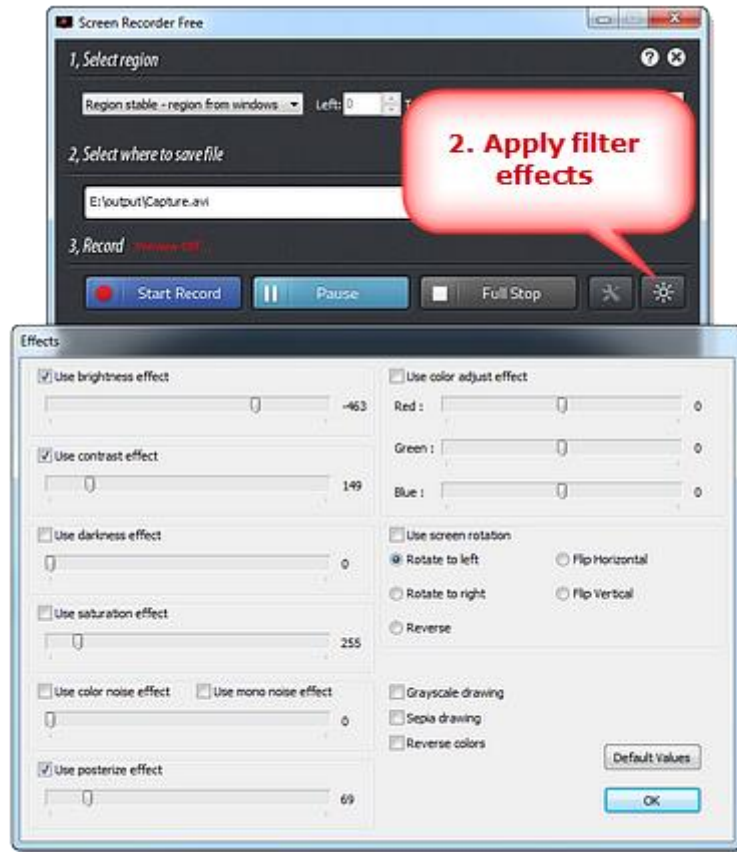 Screen Recorder Free
1, Select region
Region stable - region from windows
Left: 0
T
2. Apply filter
effects
2, Select where to save file
E:\output\Capture.avi
3, Record
Start Record
Pause
Full Stop
Effects
Use brightness effect
-463
Use contrast effect
149
Use darkness effect
0
Use saturation effect
255
Use color noise effect Use mono noise effect
0
Use posterize effect
69
Use color adjust effect
Red : 0
Green : 0
Blue : 0
Use screen rotation
Rotate to left Flip Horizontal
Rotate to right Flip Vertical
Reverse
Grayscale drawing
Sepia drawing
Reverse colors
Default Values
OK